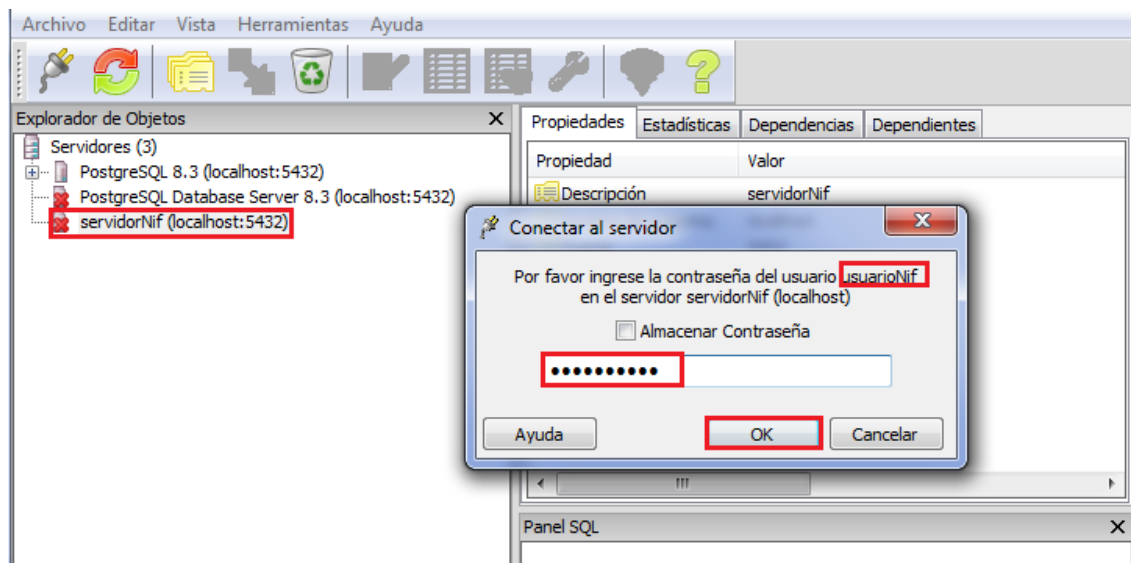 Archivo Editar Vista Herramientas Ayuda
Explorador de Objetos
Servidores (3)
PostgreSQL 8.3 (localhost:5432)
PostgreSQL Database Server 8.3 (localhost:5432)
servidorNif (localhost:5432)
Propiedades Estadísticas Dependencias Dependientes
Propiedad Valor
Descripción servidorNif
Conectar al servidor
Por favor ingrese la contraseña del usuario usuarioNif
en el servidor servidorNif (localhost)
Almacenar Contraseña
Ayuda OK Cancelar
Panel SQL